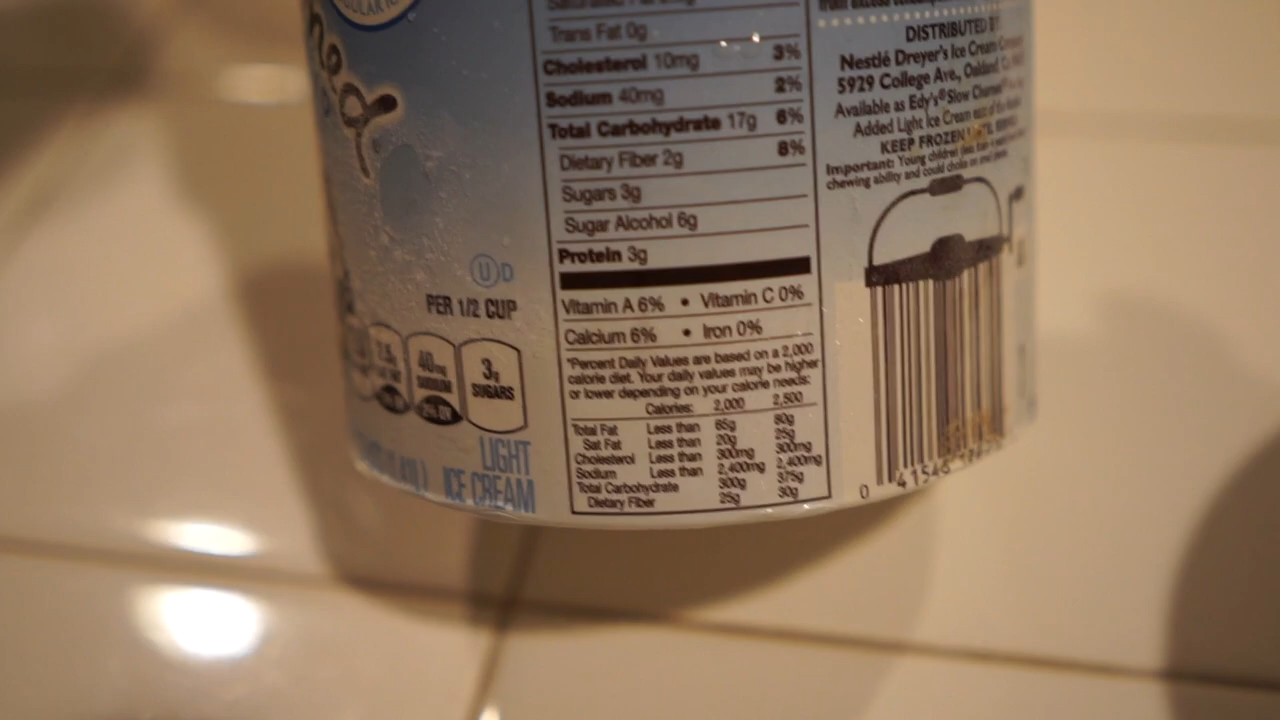 Trans Fat 0g
Cholesterol 10mg 3%
Sodium 40mg 2%
Total Carbohydrate 17g 6%
Dietary Fiber 2g 8%
Sugars 3g
Sugar Alcohol 6g
Protein 3g
Vitamin A 6% • Vitamin C 0%
Calcium 6% • Iron 0%
*Percent Daily Values are based on a 2,000
calorie diet. Your daily values may be higher
or lower depending on your calorie needs:
Calories: 2,000 2,500
Total Fat Less than 65g 80g
Sat Fat Less than 20g 25g
Cholesterol Less than 300mg 300mg
Sodium Less than 2,400mg 2,400mg
Total Carbohydrate 300g 375g
Dietary Fiber 25g 30g
DISTRIBUTED BY
Nestlé Dreyer's Ice Cream
5929 College Ave., Oakland,
Available as Edy's® Slow Churned
Added Light Ice Cream east of the
KEEP FROZEN
Important: Young children
chewing ability and could choke on small
0 41548
U D
PER 1/2 CUP
40mg
SODIUM
3g
SUGARS
LIGHT
ICE CREAM